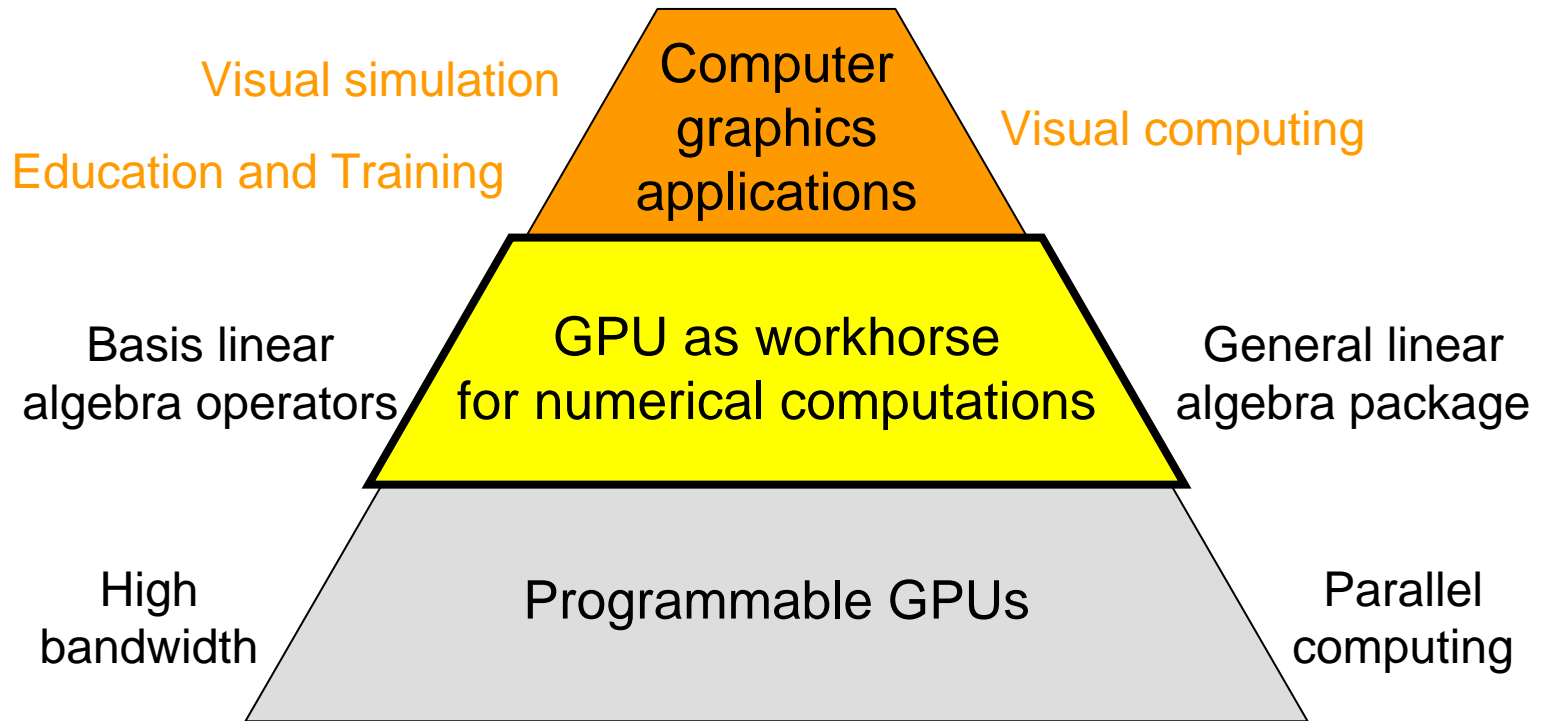 Visual simulation
Education and Training
Computer
graphics
applications
Visual computing
Basis linear
algebra operators
GPU as workhorse
for numerical computations
General linear
algebra package
High
bandwidth
Programmable GPUs
Parallel
computing